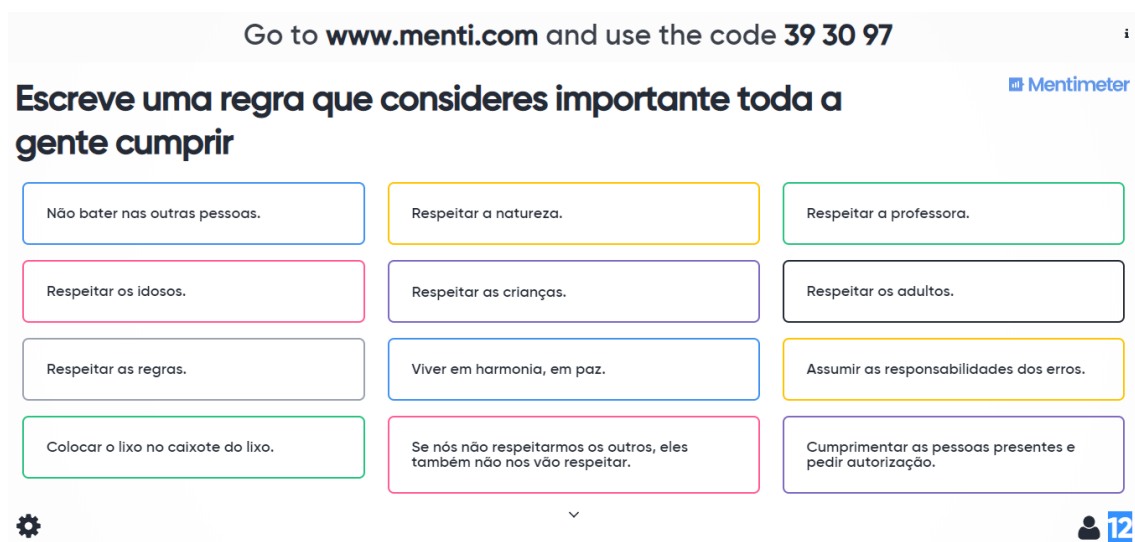 Go to www.menti.com and use the code 39 30 97
i
Mentimeter
Escreve uma regra que consideres importante toda a
gente cumprir
Não bater nas outras pessoas.
Respeitar a natureza.
Respeitar a professora.
Respeitar os idosos.
Respeitar as crianças.
Respeitar os adultos.
Respeitar as regras.
Viver em harmonia, em paz.
Assumir as responsabilidades dos erros.
Colocar o lixo no caixote do lixo.
Se nós não respeitarmos os outros, eles
também não nos vão respeitar.
Cumprimentar as pessoas presentes e
pedir autorização.
12